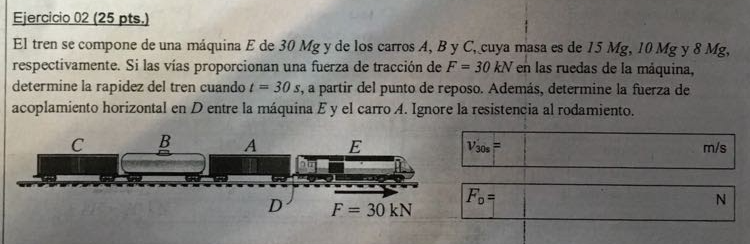 Ejercicio 02 (25 pts.)
El tren se compone de una máquina E de 30 Mg y de los carros A, B y C, cuya masa es de 15 Mg, 10 Mg y 8 Mg,
respectivamente. Si las vías proporcionan una fuerza de tracción de F = 30 kN en las ruedas de la máquina,
determine la rapidez del tren cuando t = 30 s, a partir del punto de reposo. Además, determine la fuerza de
acoplamiento horizontal en D entre la máquina E y el carro A. Ignore la resistencia al rodamiento.
C B A E
D F = 30 kN
V30s = m/s
FD = N